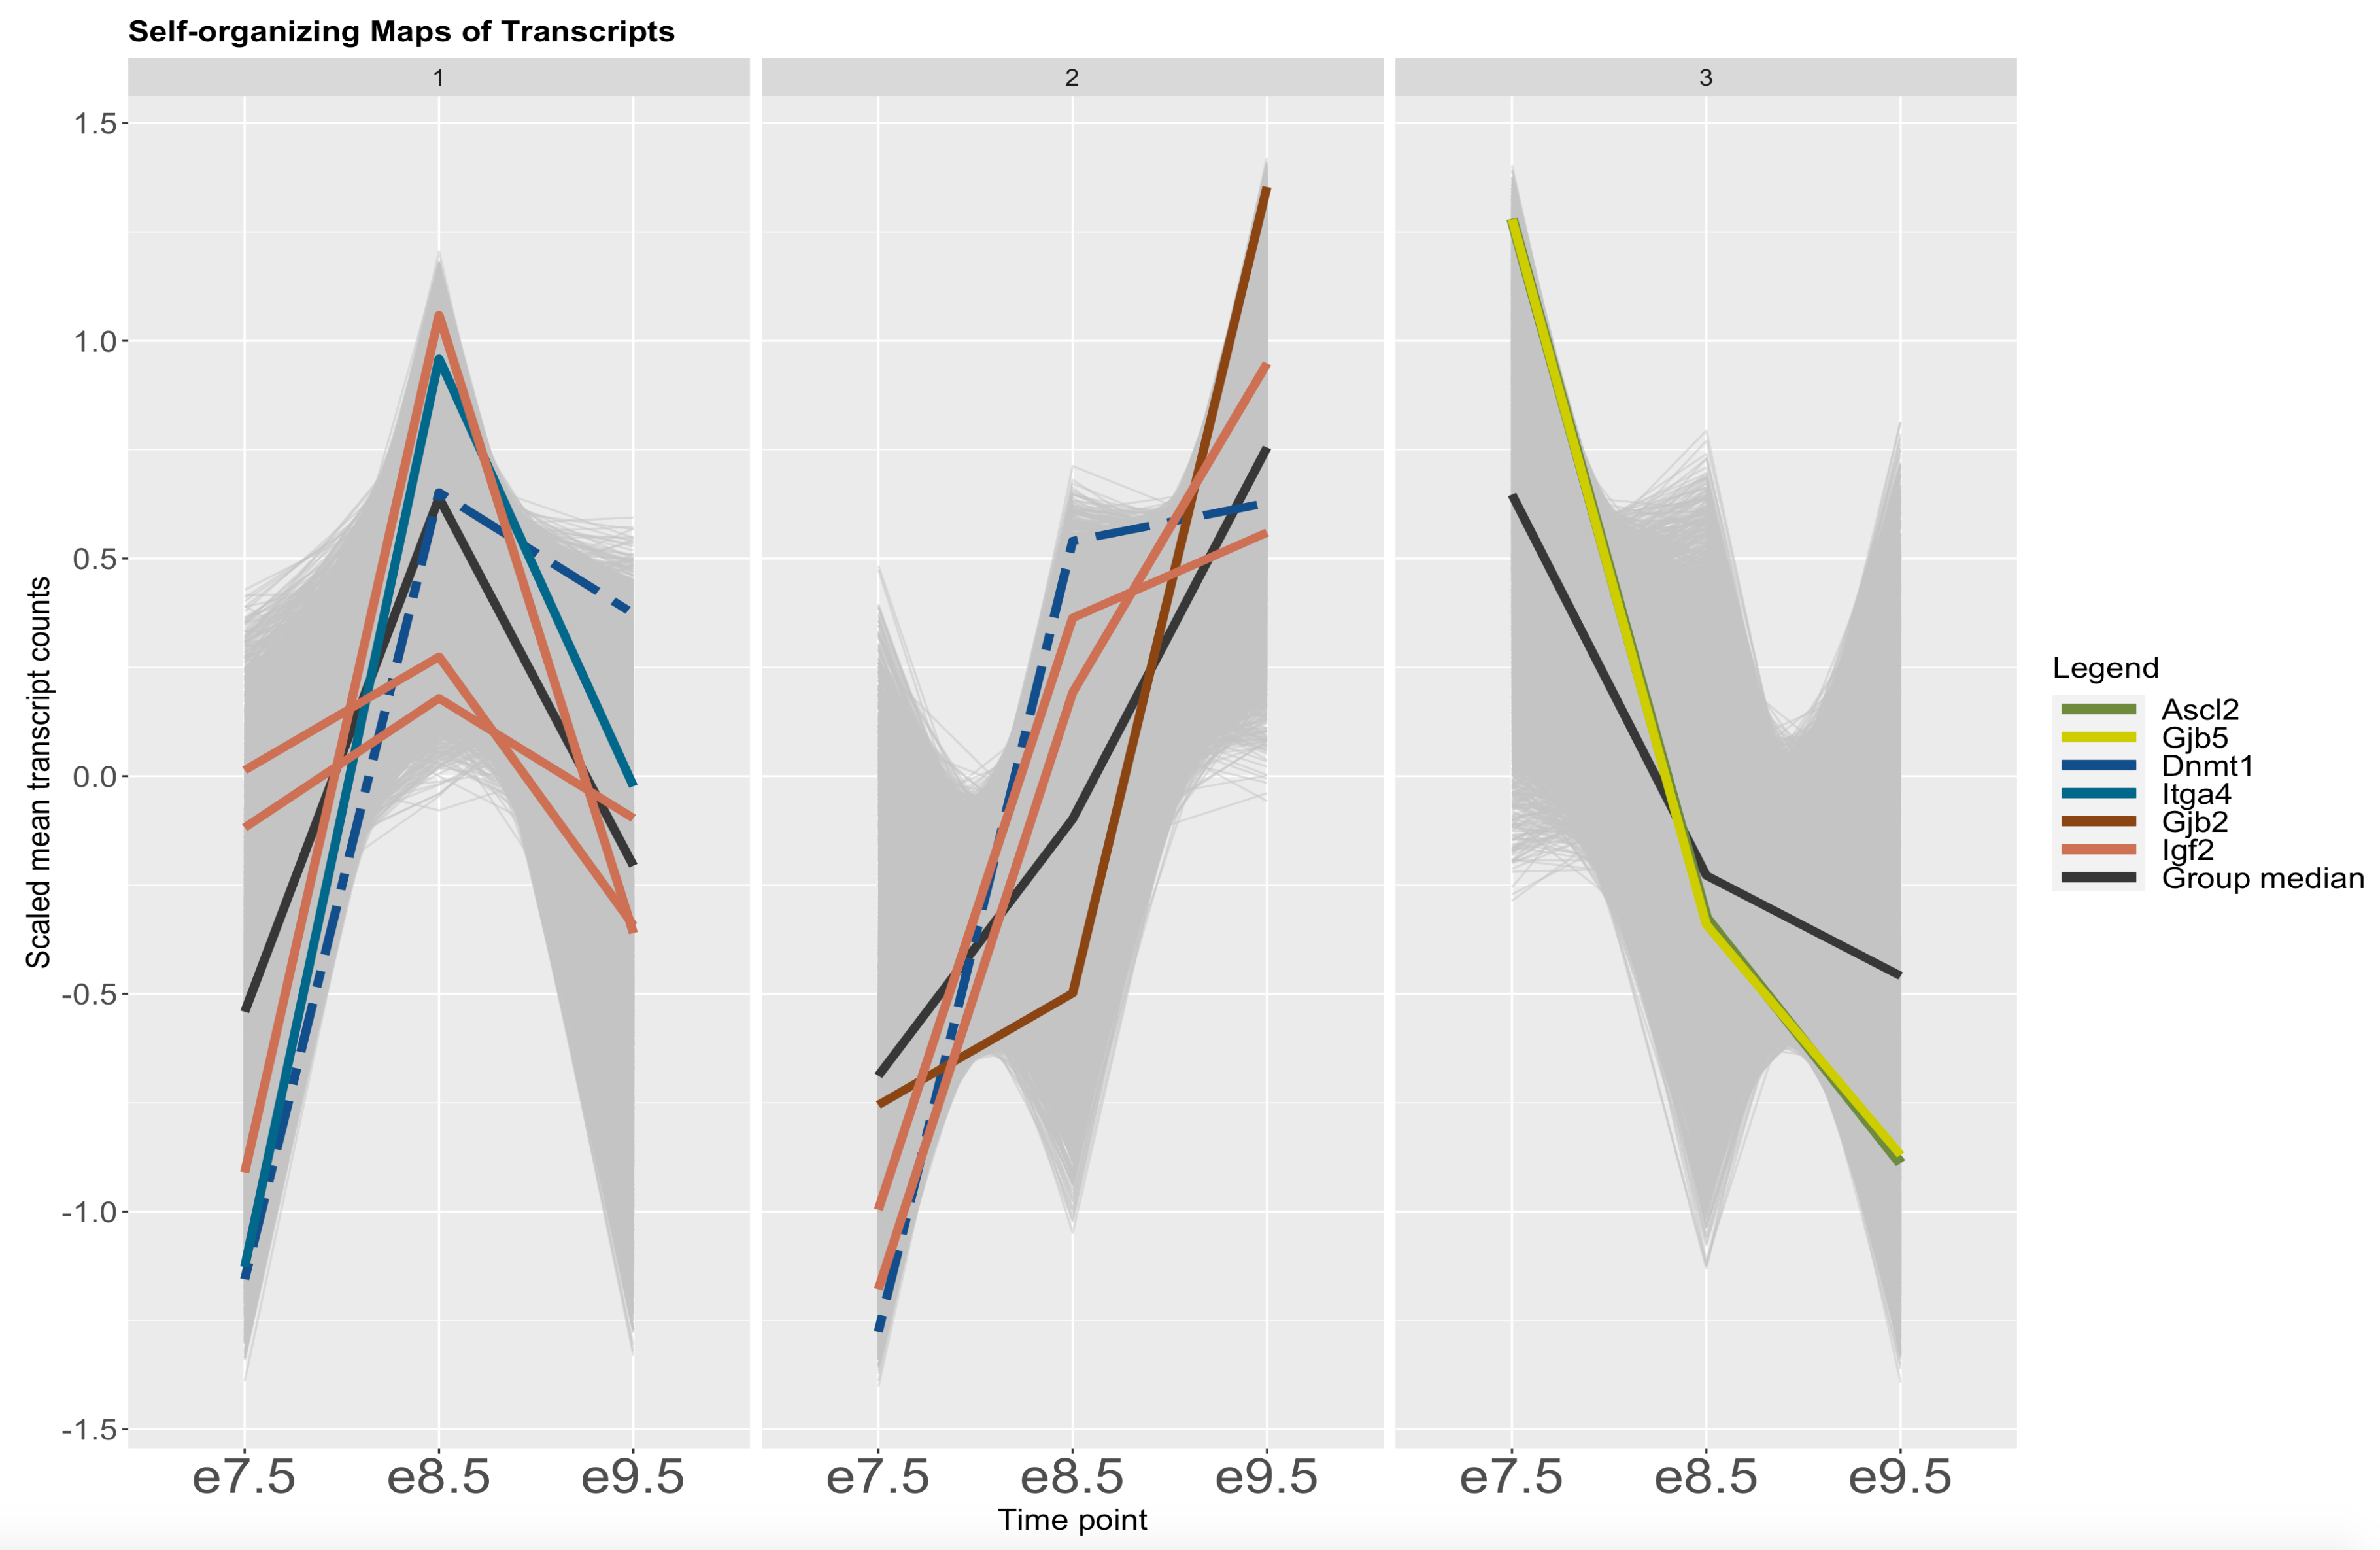 Self-organizing Maps of Transcripts
1
2
3
Scaled mean transcript counts
1.5
1.0
0.5
0.0
-0.5
-1.0
-1.5
e7.5 e8.5 e9.5
e7.5 e8.5 e9.5
e7.5 e8.5 e9.5
Time point
Legend
Ascl2
Gjb5
Dnmt1
Itga4
Gjb2
Igf2
Group median